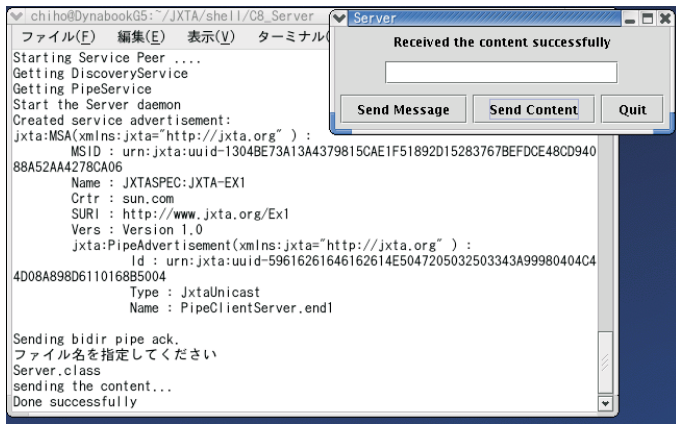 chiho@DynabookG5:~/JXTA/shell/C8_Server
ファイル(F) 編集(E) 表示(V) ターミナル(
Starting Service Peer ....
Getting DiscoveryService
Getting PipeService
Start the Server daemon
Created service advertisement:
jxta:MSA(xmlns:jxta="http://jxta.org" ) :
MSID : urn:jxta:uuid-1304BE73A13A4379815CAE1F51892D15283767BEFDCE48CD940
88A52AA4278CA06
Name : JXTASPEC:JXTA-EX1
Crtr : sun.com
SURI : http://www.jxta.org/Ex1
Vers : Version 1.0
jxta:PipeAdvertisement(xmlns:jxta="http://jxta.org" ) :
Id : urn:jxta:uuid-59616261646162614E5047205032503343A99980404C4
4D08A898D6110168B5004
Type : JxtaUnicast
Name : PipeClientServer.end1
Sending bidir pipe ack.
ファイル名を指定してください
Server.class
sending the content...
Done successfully
Server
Received the content successfully
Send Message Send Content Quit